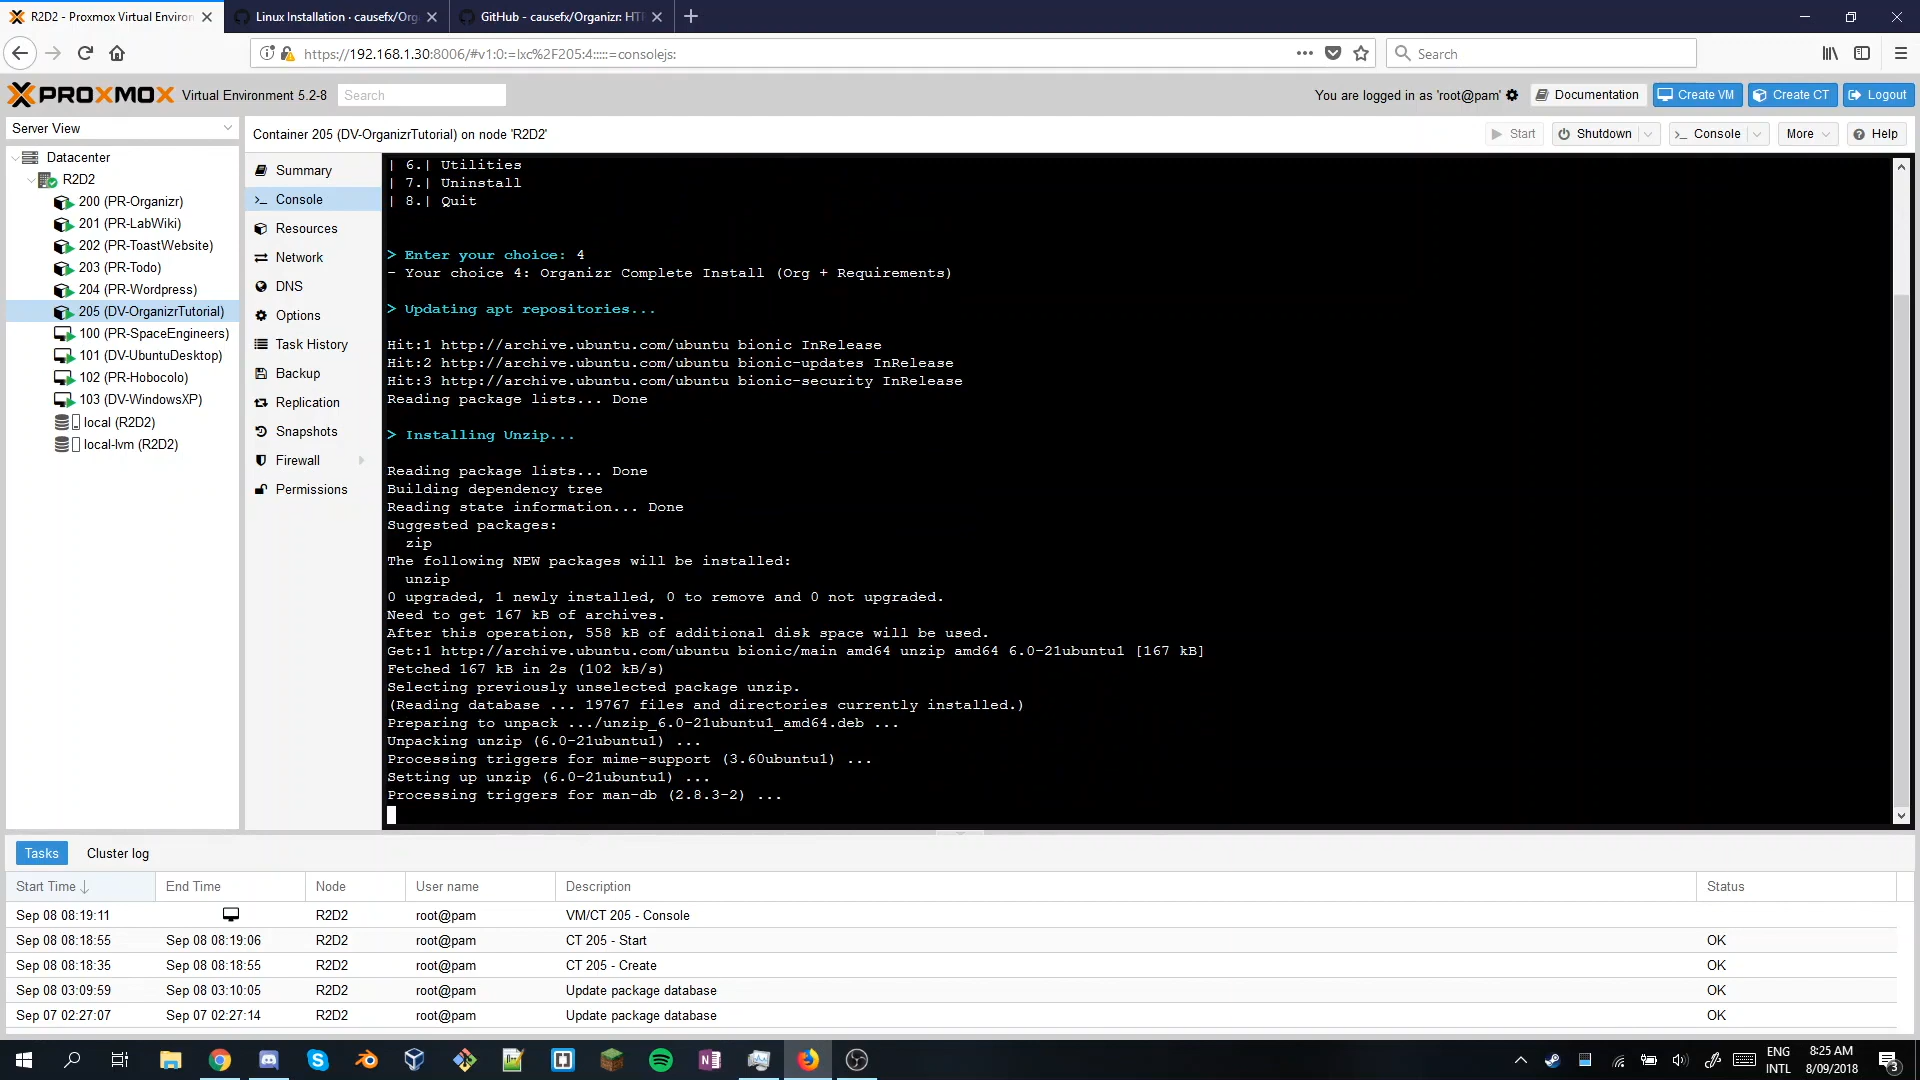 R2D2 - Proxmox Virtual Environ
Linux Installation · causefx/Org
GitHub - causefx/Organizr: HT
https://192.168.1.30:8006/#v1:0:=lxc%2F205:4:::::=consolejs:
Search
PROXMOX Virtual Environment 5.2-8
Search
You are logged in as 'root@pam'
Documentation
Create VM
Create CT
Logout
Server View
Container 205 (DV-OrganizrTutorial) on node 'R2D2'
Start
Shutdown
Console
More
Help
Datacenter
R2D2
200 (PR-Organizr)
201 (PR-LabWiki)
202 (PR-ToastWebsite)
203 (PR-Todo)
204 (PR-Wordpress)
205 (DV-OrganizrTutorial)
100 (PR-SpaceEngineers)
101 (DV-UbuntuDesktop)
102 (PR-Hobocolo)
103 (DV-WindowsXP)
local (R2D2)
local-lvm (R2D2)
Summary
Console
Resources
Network
DNS
Options
Task History
Backup
Replication
Snapshots
Firewall
Permissions
| 6.| Utilities
| 7.| Uninstall
| 8.| Quit
> Enter your choice: 4
- Your choice 4: Organizr Complete Install (Org + Requirements)
> Updating apt repositories...
Hit:1 http://archive.ubuntu.com/ubuntu bionic InRelease
Hit:2 http://archive.ubuntu.com/ubuntu bionic-updates InRelease
Hit:3 http://archive.ubuntu.com/ubuntu bionic-security InRelease
Reading package lists... Done
> Installing Unzip...
Reading package lists... Done
Building dependency tree
Reading state information... Done
Suggested packages:
zip
The following NEW packages will be installed:
unzip
0 upgraded, 1 newly installed, 0 to remove and 0 not upgraded.
Need to get 167 kB of archives.
After this operation, 558 kB of additional disk space will be used.
Get:1 http://archive.ubuntu.com/ubuntu bionic/main amd64 unzip amd64 6.0-21ubuntu1 [167 kB]
Fetched 167 kB in 2s (102 kB/s)
Selecting previously unselected package unzip.
(Reading database ... 19767 files and directories currently installed.)
Preparing to unpack .../unzip_6.0-21ubuntu1_amd64.deb ...
Unpacking unzip (6.0-21ubuntu1) ...
Processing triggers for mime-support (3.60ubuntu1) ...
Setting up unzip (6.0-21ubuntu1) ...
Processing triggers for man-db (2.8.3-2) ...
Tasks
Cluster log
Start Time End Time Node User name Description Status
Sep 08 08:19:11 R2D2 root@pam VM/CT 205 - Console
Sep 08 08:18:55 Sep 08 08:19:06 R2D2 root@pam CT 205 - Start OK
Sep 08 08:18:35 Sep 08 08:18:55 R2D2 root@pam CT 205 - Create OK
Sep 08 03:09:59 Sep 08 03:10:05 R2D2 root@pam Update package database OK
Sep 07 02:27:07 Sep 07 02:27:14 R2D2 root@pam Update package database OK
ENG
INTL
8:25 AM
8/09/2018
3